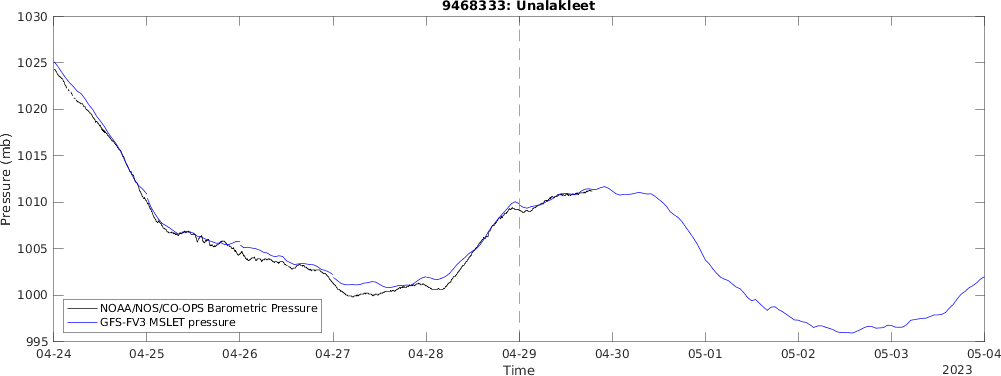 9468333: Unalakleet
1030
1025
1020
1015
1010
1005
1000
995
Pressure (mb)
NOAA/NOS/CO-OPS Barometric Pressure
GFS-FV3 MSLET pressure
04-24 04-25 04-26 04-27 04-28 04-29 04-30 05-01 05-02 05-03 05-04
Time
2023